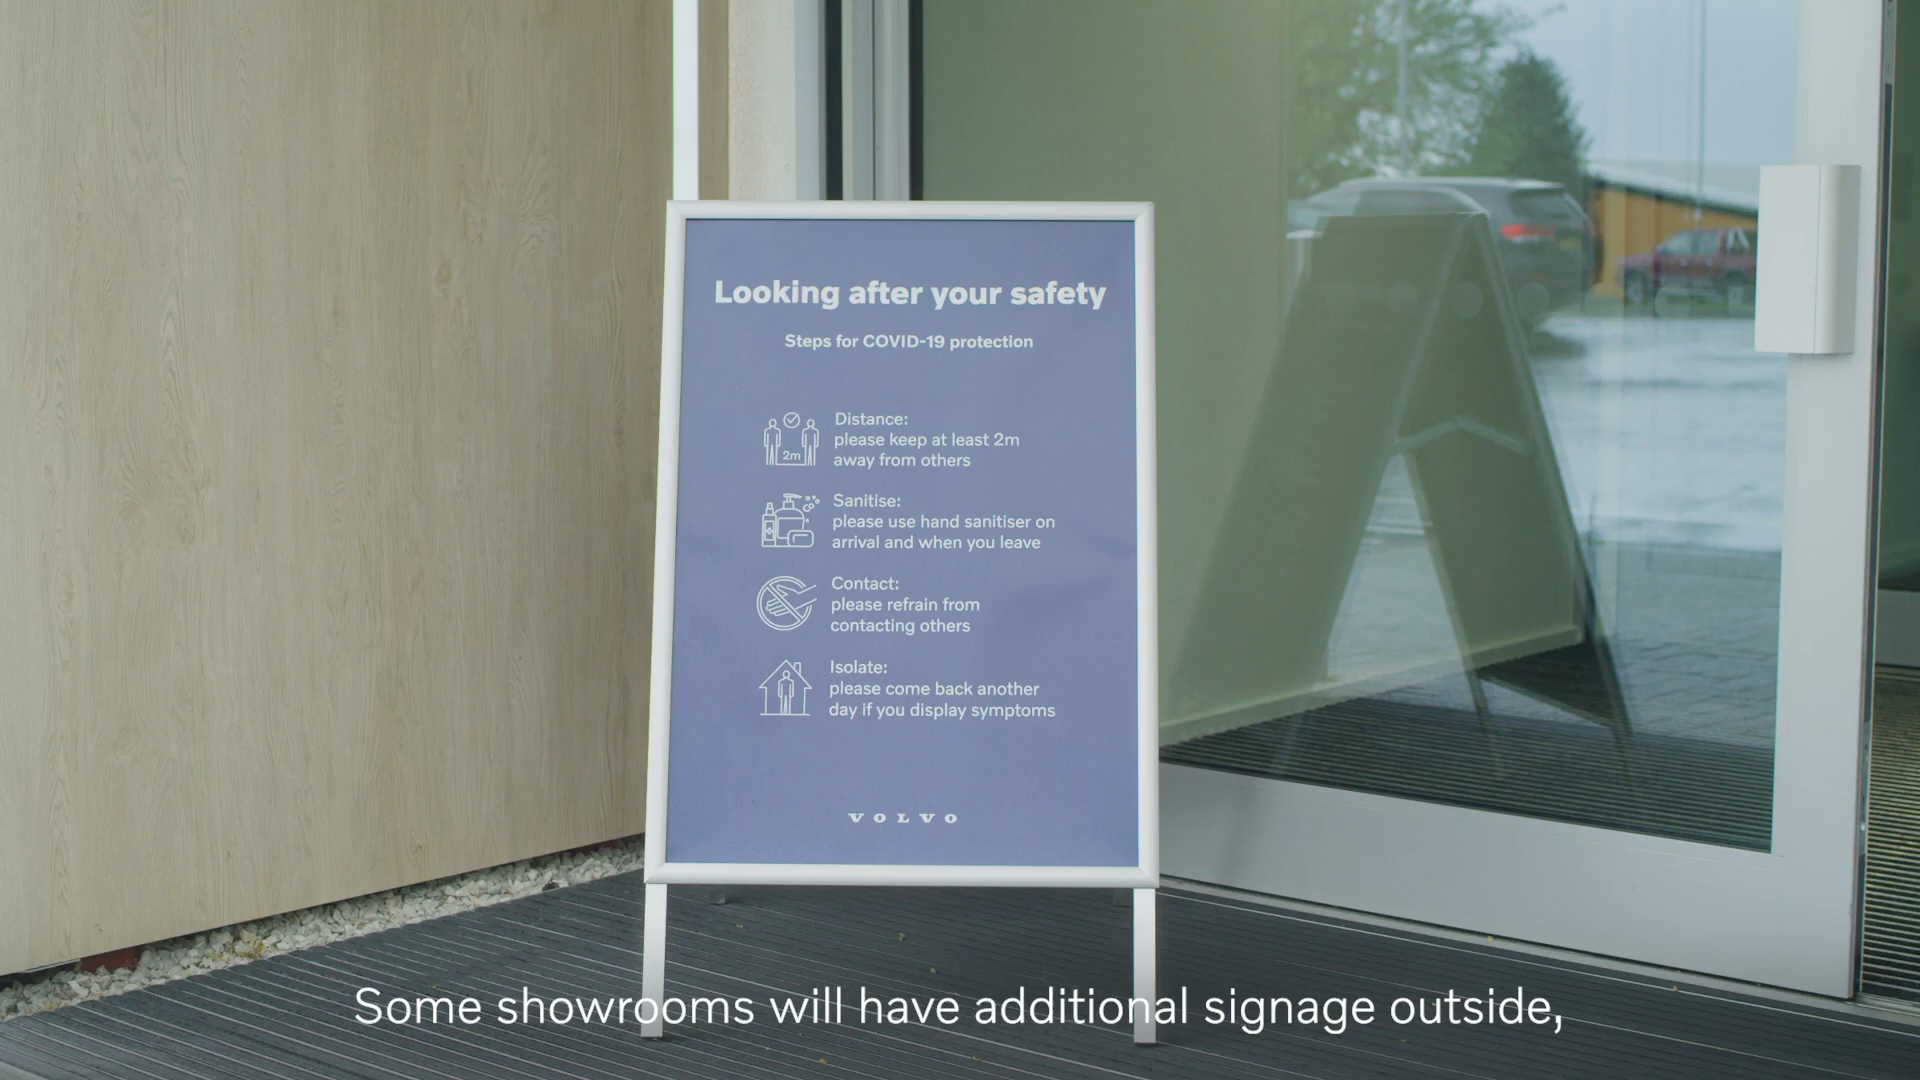 Looking after your safety
Steps for COVID-19 protection
Distance:
please keep at least 2m
away from others
2m
Sanitise:
please use hand sanitiser on
arrival and when you leave
Contact:
please refrain from
contacting others
Isolate:
please come back another
day if you display symptoms
VOLVO
Some showrooms will have additional signage outside,